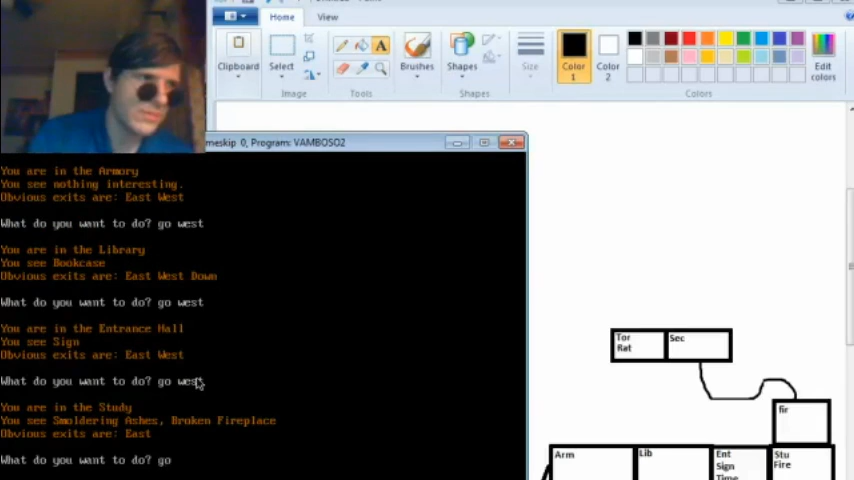 Home
View
Clipboard
Select
Image
Tools
Brushes
Shapes
Shapes
Size
Color
1
Color
2
Edit
colors
Colors
0, Program: VAMBOSO2
You are in the Armory
You see nothing interesting.
Obvious exits are: East West
What do you want to do? go west
You are in the Library
You see Bookcase
Obvious exits are: East West Down
What do you want to do? go west
You are in the Entrance Hall
You see Sign
Obvious exits are: East West
What do you want to do? go west
You are in the Study
You see Smoldering Ashes, Broken Fireplace
Obvious exits are: East
What do you want to do? go
Tor
Rat
Sec
fir
Arm
Lib
Ent
Sign
Time
Stu
Fire